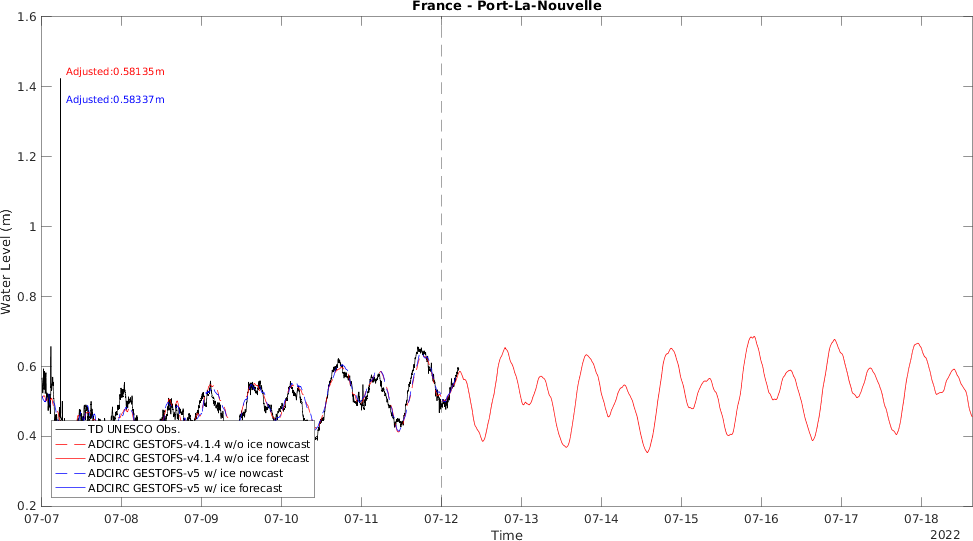 France - Port-La-Nouvelle
1.6
1.4
1.2
1
0.8
0.6
0.4
0.2
Water Level (m)
Adjusted:0.58135m
Adjusted:0.58337m
TD UNESCO Obs.
ADCIRC GESTOFS-v4.1.4 w/o ice nowcast
ADCIRC GESTOFS-v4.1.4 w/o ice forecast
ADCIRC GESTOFS-v5 w/ ice nowcast
ADCIRC GESTOFS-v5 w/ ice forecast
07-07 07-08 07-09 07-10 07-11 07-12 07-13 07-14 07-15 07-16 07-17 07-18
Time
2022